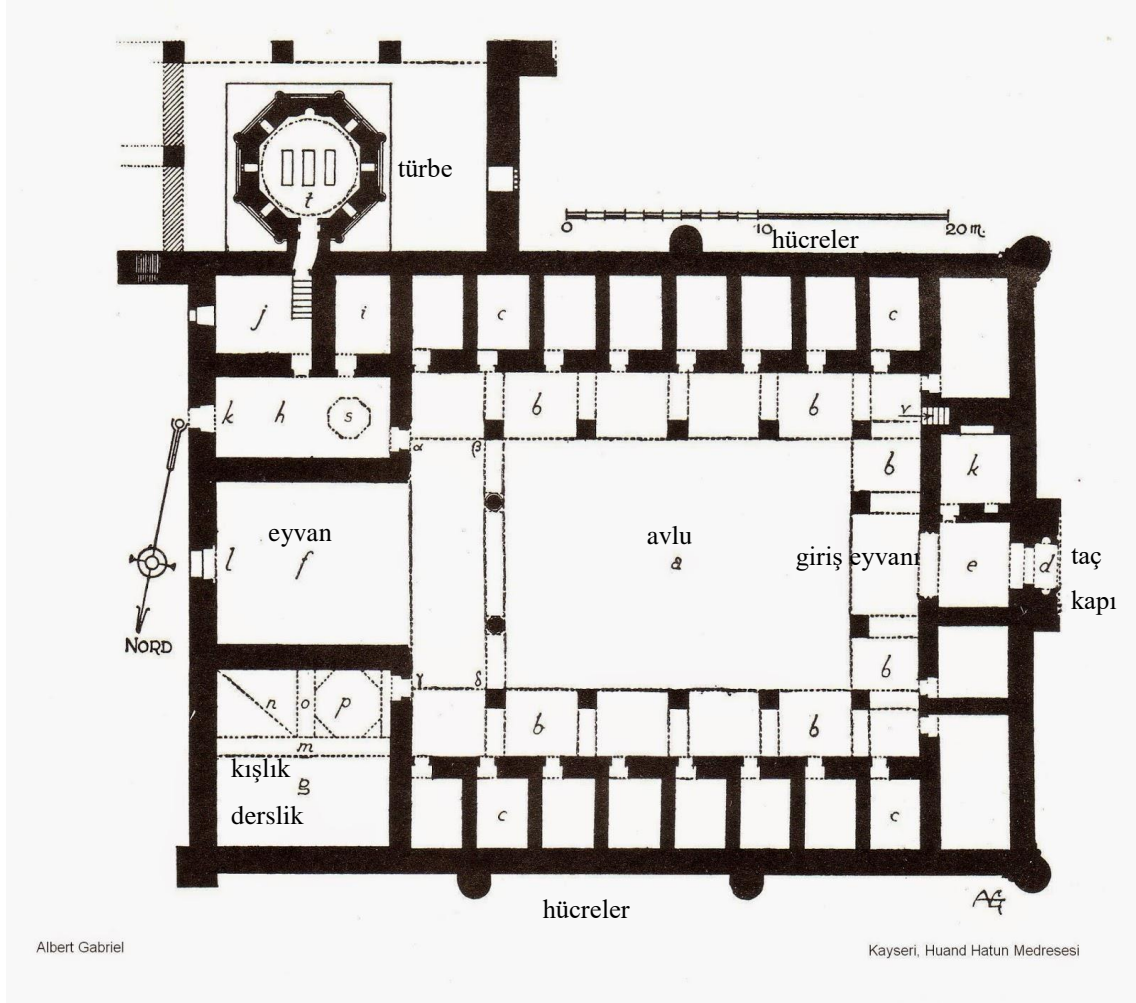 türbe
t
0 10 20 m.
hücreler
j i c c
k h s b b v
α β b k
eyvan avlu giriş eyvanı taç
l f a e d kapı
NORD
γ δ b
n o p
m b b
kışlık
g
derslik c c
AG
hücreler
Albert Gabriel Kayseri, Huand Hatun Medresesi